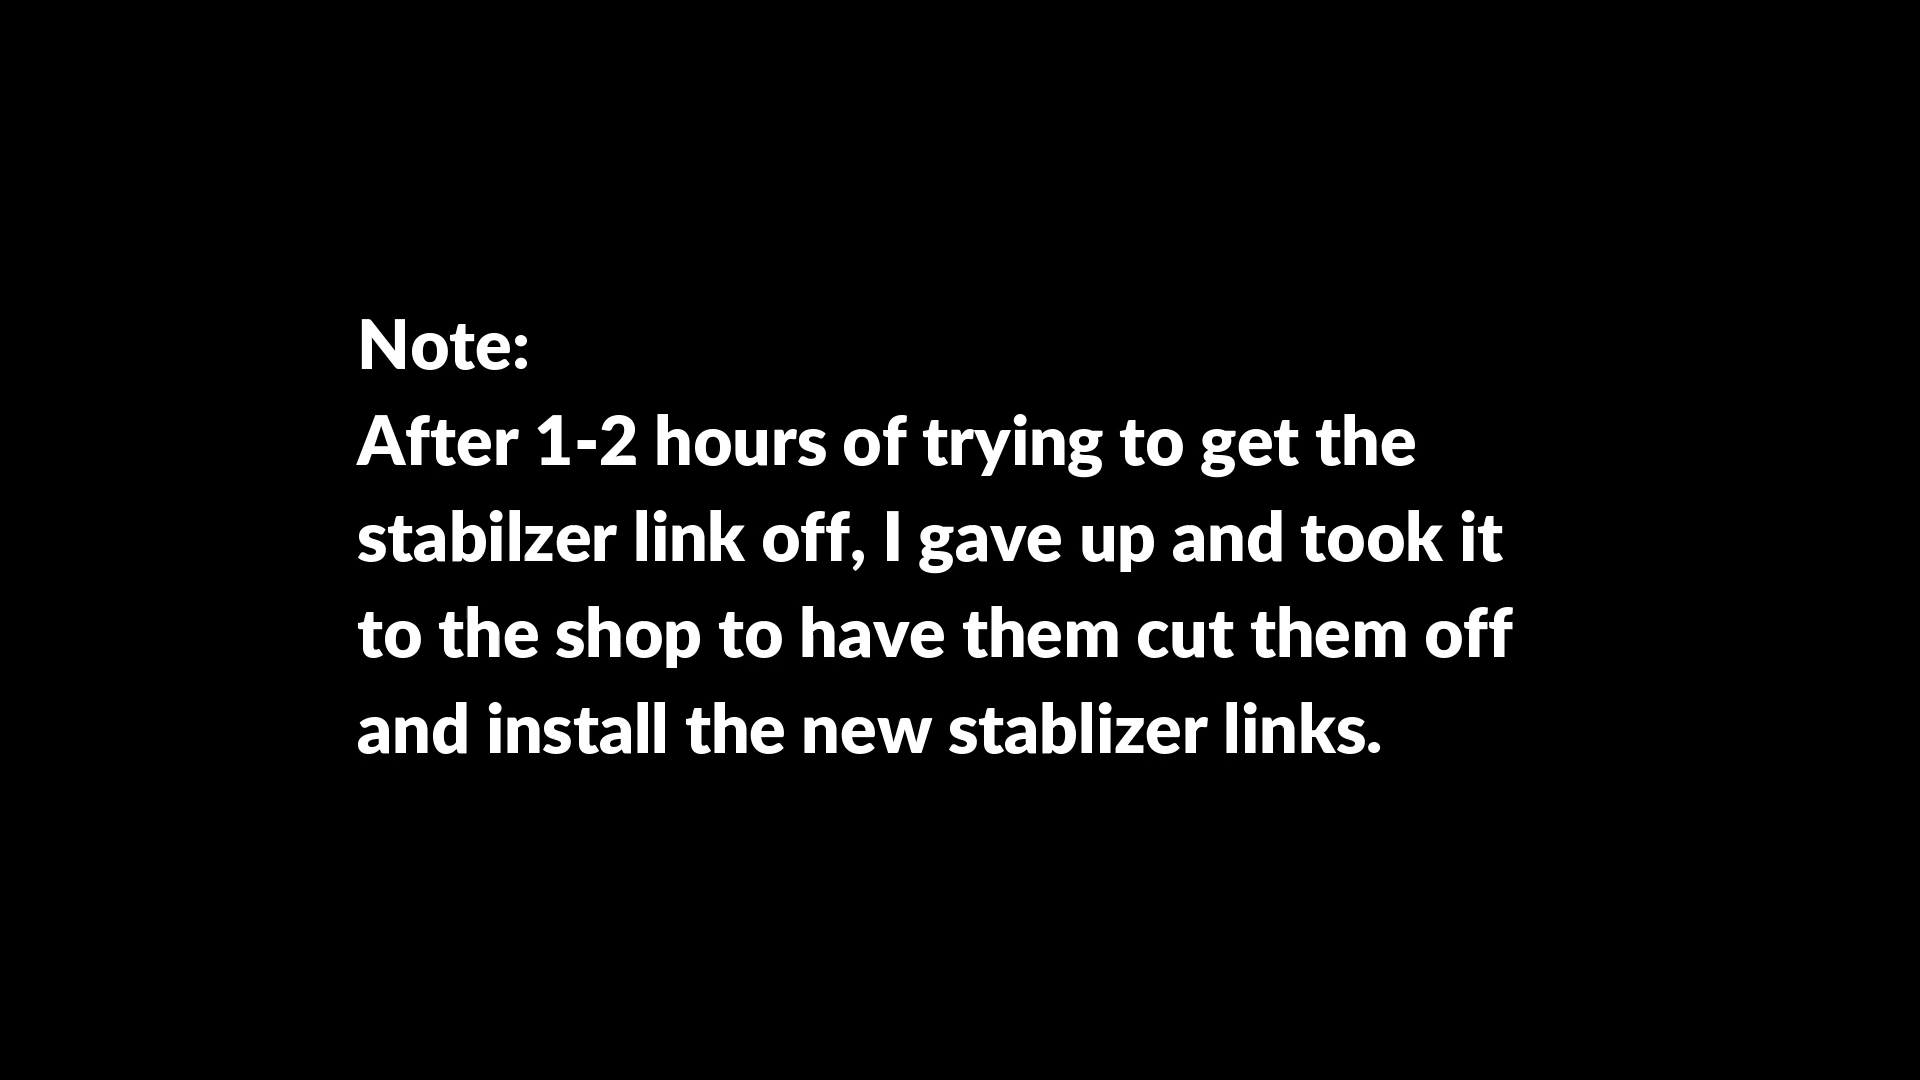 Note:
After 1-2 hours of trying to get the
stabilzer link off, I gave up and took it
to the shop to have them cut them off
and install the new stablizer links.